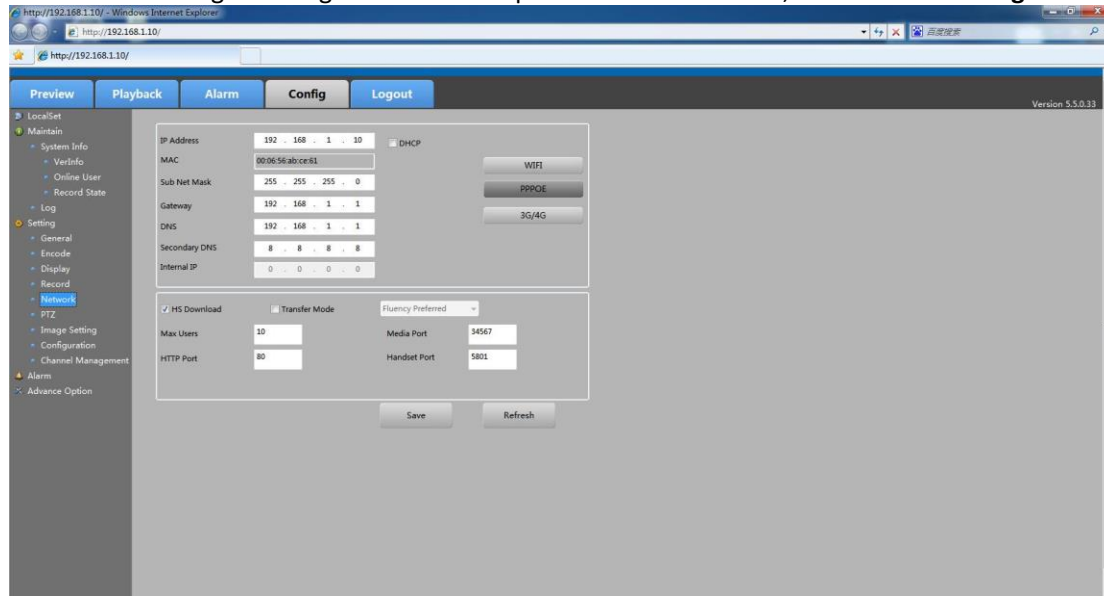 http://192.168.1.10/ - Windows Internet Explorer
http://192.168.1.10/
百度搜索
http://192.168.1.10/
Preview Playback Alarm Config Logout
Version 5.5.0.33
LocalSet
Maintain
System Info
VerInfo
Online User
Record State
Log
Setting
General
Encode
Display
Record
Network
PTZ
Image Setting
Configuration
Channel Management
Alarm
Advance Option
IP Address 192 . 168 . 1 . 10 DHCP
MAC 00:06:56:ab:ce:61 WIFI
Sub Net Mask 255 . 255 . 255 . 0 PPPOE
Gateway 192 . 168 . 1 . 1 3G/4G
DNS 192 . 168 . 1 . 1
Secondary DNS 8 . 8 . 8 . 8
Internal IP 0 . 0 . 0 . 0
HS Download Transfer Mode Fluency Preferred
Max Users 10 Media Port 34567
HTTP Port 80 Handset Port 5801
Save Refresh